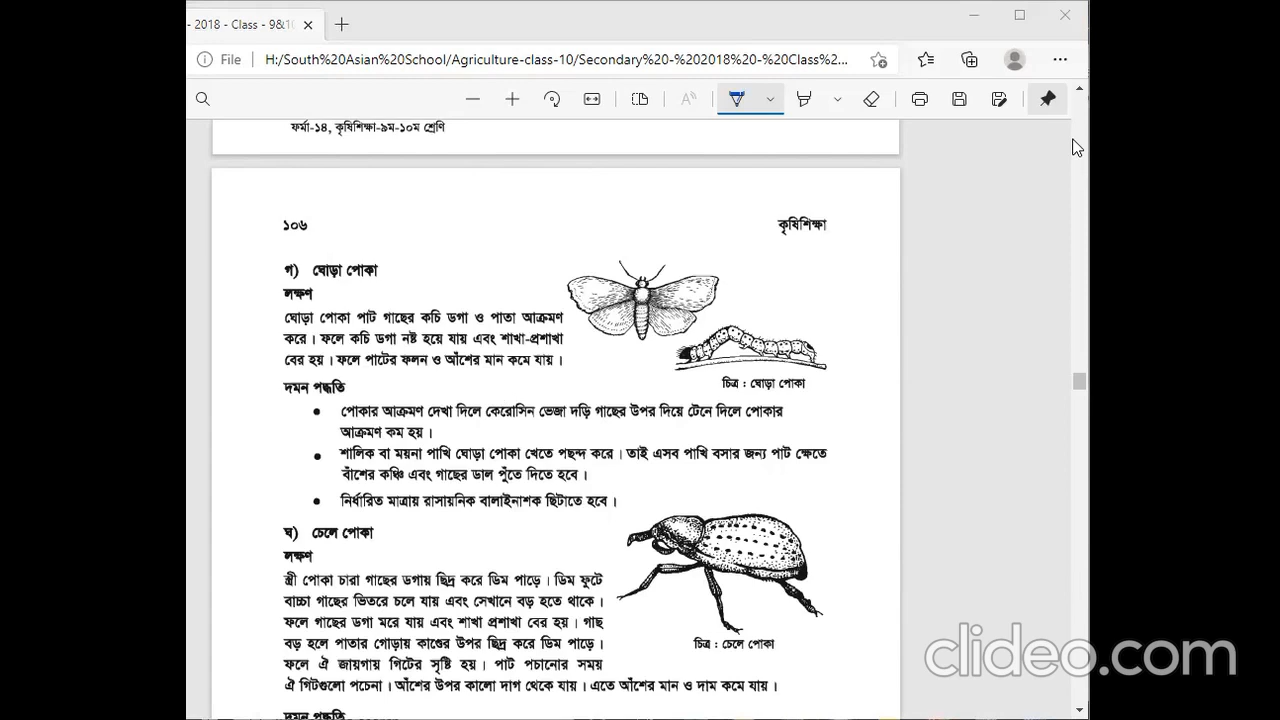 - 2018 - Class - 9&10
File
H:/South%20Asian%20School/Agriculture-class-10/Secondary%20-%202018%20-%20Class%2...
ফর্মা-১৪, কৃষিশিক্ষা-৯ম-১০ম শ্রেণি
১০৬ কৃষিশিক্ষা
গ) ঘোড়া পোকা
লক্ষণ
ঘোড়া পোকা পাট গাছের কচি ডগা ও পাতা আক্রমণ
করে। ফলে কচি ডগা নষ্ট হয়ে যায় এবং শাখা-প্রশাখা
বের হয়। ফলে পাটের ফলন ও আঁশের মান কমে যায়।
চিত্র : ঘোড়া পোকা
দমন পদ্ধতি
• পোকার আক্রমণ দেখা দিলে কেরোসিন ভেজা দড়ি গাছের উপর দিয়ে টেনে দিলে পোকার
আক্রমণ কম হয়।
• শালিক বা ময়না পাখি ঘোড়া পোকা খেতে পছন্দ করে। তাই এসব পাখি বসার জন্য পাট ক্ষেতে
বাঁশের কঞ্চি এবং গাছের ডাল পুঁতে দিতে হবে।
• নির্ধারিত মাত্রায় রাসায়নিক বালাইনাশক ছিটাতে হবে।
ঘ) চেলে পোকা
লক্ষণ
স্ত্রী পোকা চারা গাছের ডগায় ছিদ্র করে ডিম পাড়ে। ডিম ফুটে
বাচ্চা গাছের ভিতরে চলে যায় এবং সেখানে বড় হতে থাকে।
ফলে গাছের ডগা মরে যায় এবং শাখা প্রশাখা বের হয়। গাছ
বড় হলে পাতার গোড়ায় কাণ্ডের উপর ছিদ্র করে ডিম পাড়ে।
ফলে ঐ জায়গায় গিটের সৃষ্টি হয়। পাট পচানোর সময়
ঐ গিটগুলো পচেনা। আঁশের উপর কালো দাগ থেকে যায়। এতে আঁশের মান ও দাম কমে যায়।
চিত্র : চেলে পোকা
দমন পদ্ধতি
clideo.com